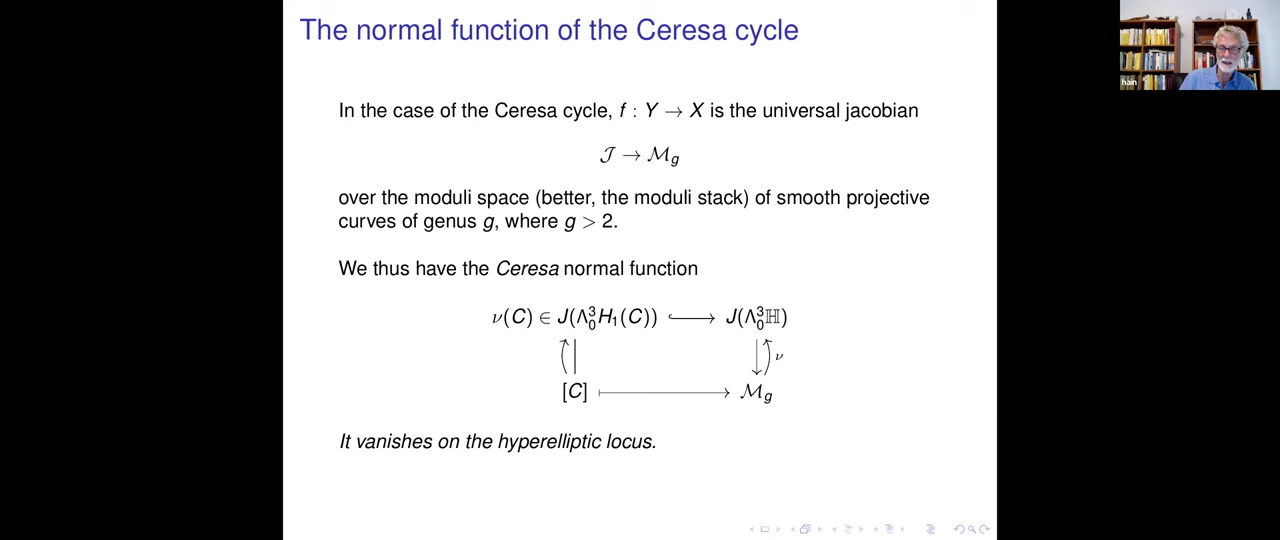 The normal function of the Ceresa cycle
In the case of the Ceresa cycle, f : Y → X is the universal jacobian
𝒥 → ℳ_g
over the moduli space (better, the moduli stack) of smooth projective
curves of genus g, where g > 2.
We thus have the Ceresa normal function
ν(C) ∈ J(Λ³₀H₁(C)) ↪ J(Λ³₀ℍ)
ν
[C] ⟼ ℳ_g
It vanishes on the hyperelliptic locus.
hain